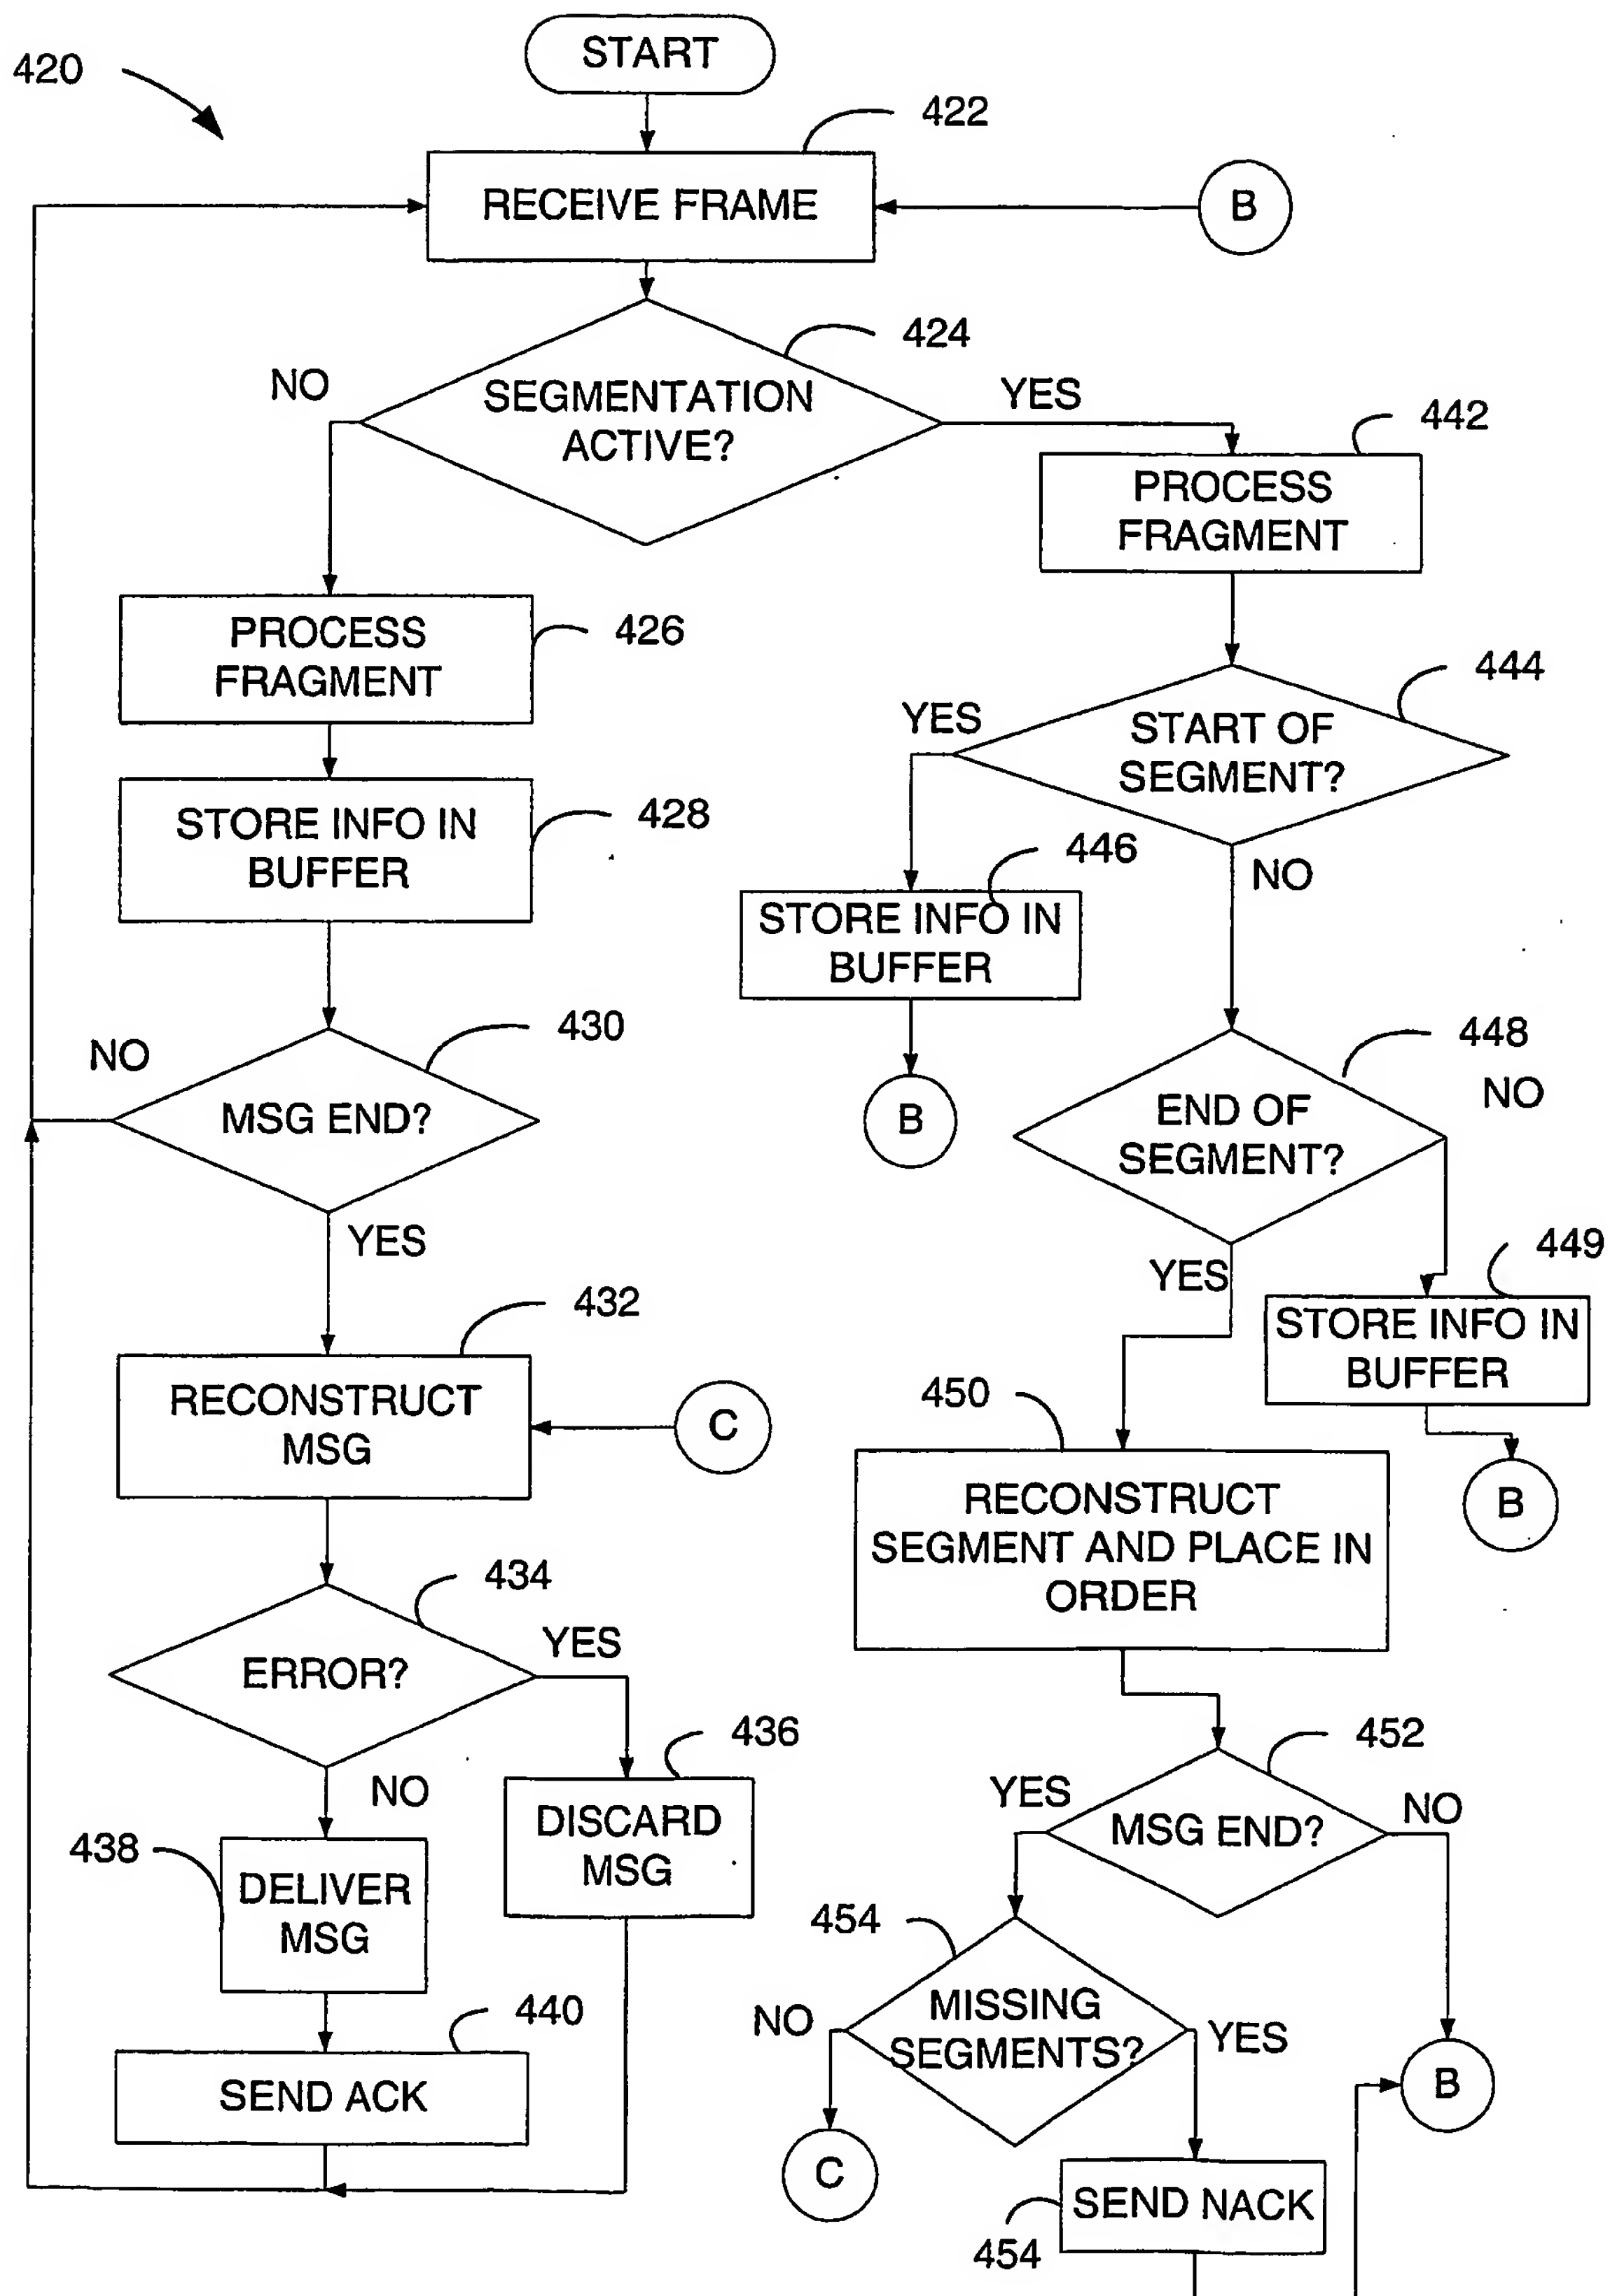 START
420
422
RECEIVE FRAME
B
424
NO
SEGMENTATION
ACTIVE?
YES
442
PROCESS
FRAGMENT
PROCESS
FRAGMENT
426
444
YES
START OF
SEGMENT?
STORE INFO IN
BUFFER
428
446
NO
STORE INFO IN
BUFFER
430
NO
MSG END?
B
448
NO
END OF
SEGMENT?
YES
YES
449
STORE INFO IN
BUFFER
432
RECONSTRUCT
MSG
C
450
B
RECONSTRUCT
SEGMENT AND PLACE IN
ORDER
434
YES
ERROR?
436
NO
DISCARD
MSG
452
YES
MSG END?
NO
438
DELIVER
MSG
454
NO
MISSING
SEGMENTS?
YES
440
SEND ACK
B
C
SEND NACK
454